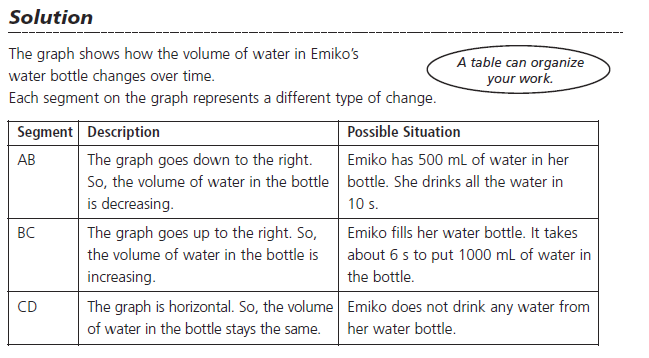 Solution
The graph shows how the volume of water in Emiko's
water bottle changes over time.
Each segment on the graph represents a different type of change.
A table can organize
your work.
Segment Description Possible Situation
AB The graph goes down to the right. Emiko has 500 mL of water in her
So, the volume of water in the bottle bottle. She drinks all the water in
is decreasing. 10 s.
BC The graph goes up to the right. So, Emiko fills her water bottle. It takes
the volume of water in the bottle is about 6 s to put 1000 mL of water in
increasing. the bottle.
CD The graph is horizontal. So, the volume Emiko does not drink any water from
of water in the bottle stays the same. her water bottle.